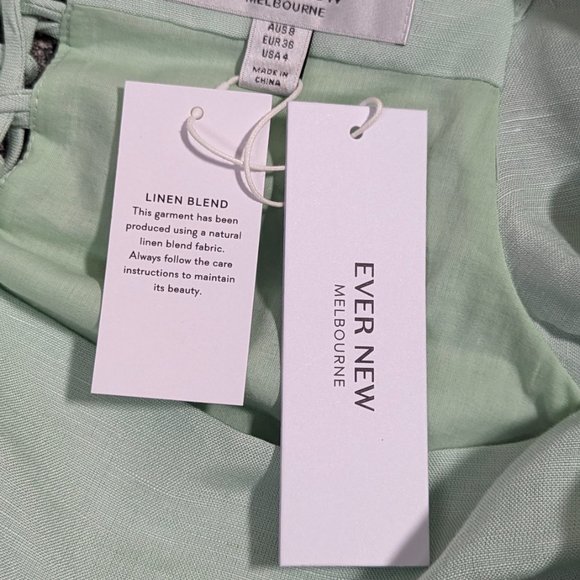 MELBOURNE
AUS 8
EUR 36
USA 4
MADE IN
CHINA
LINEN BLEND
This garment has been
produced using a natural
linen blend fabric.
Always follow the care
instructions to maintain
its beauty.
EVER NEW
MELBOURNE